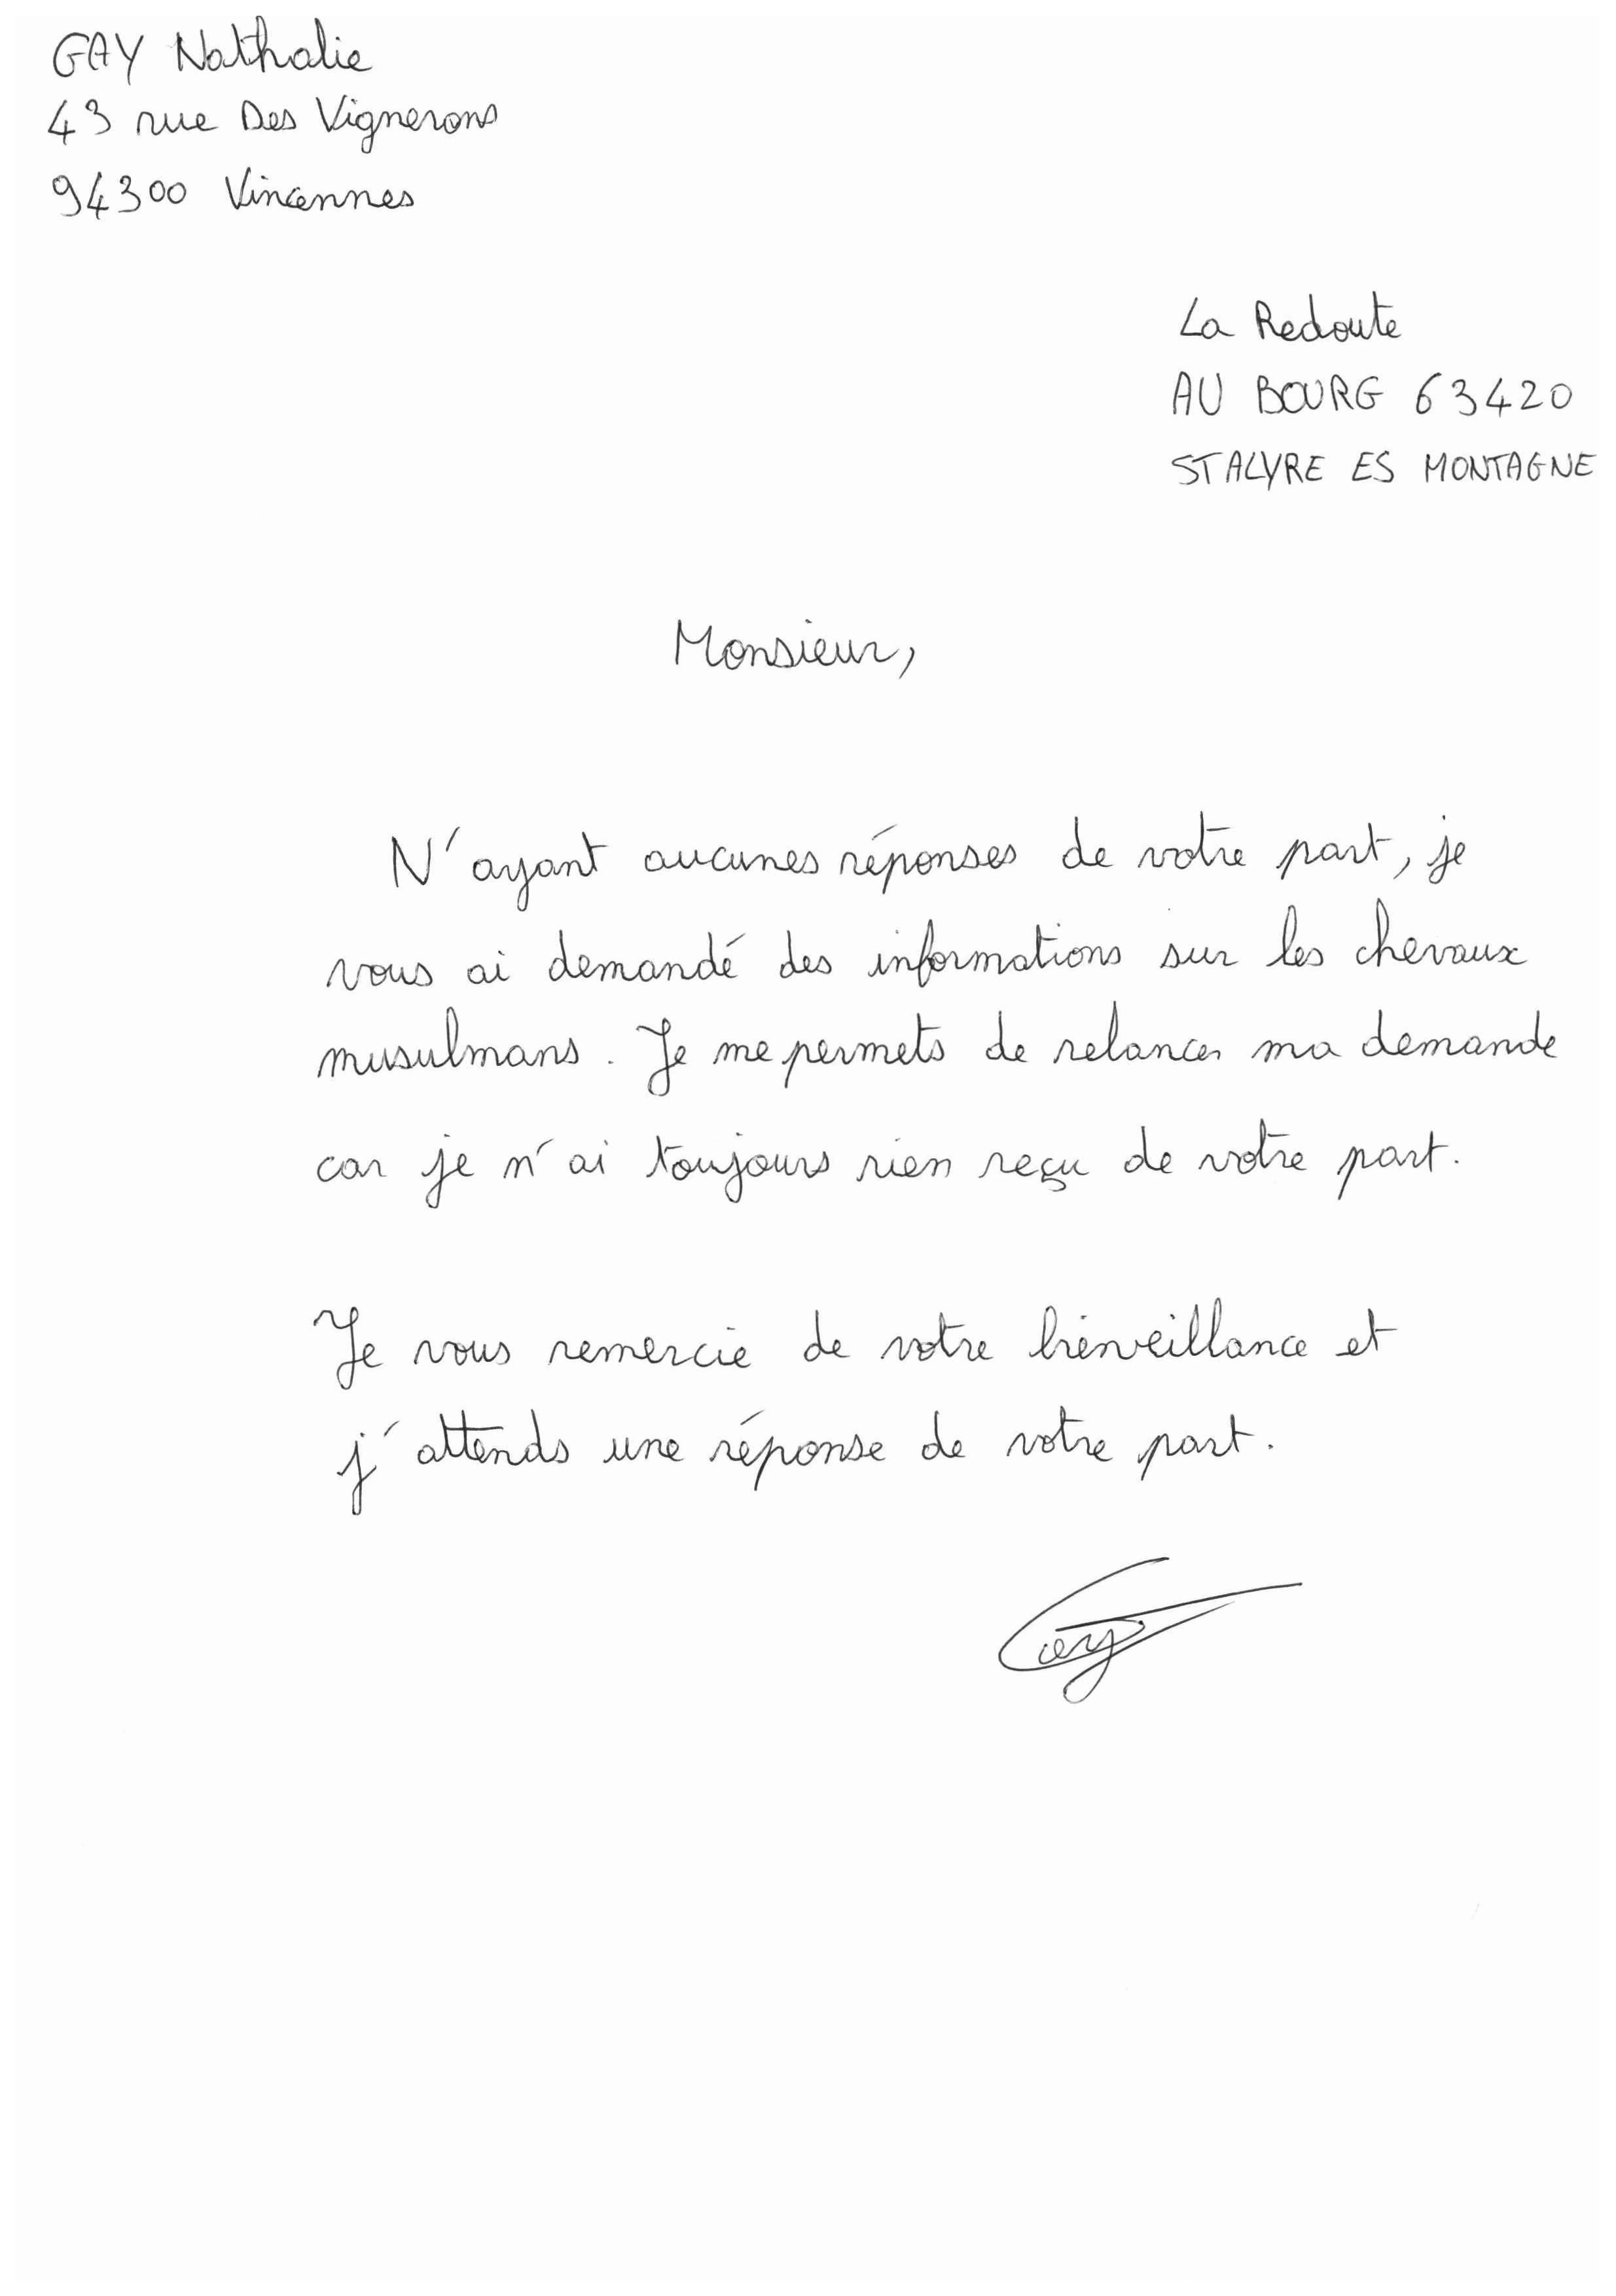 GAY Nathalie
43 rue Des Vignerons
94300 Vincennes
La Redoute
AU BOURG 63420
ST ALYRE ES MONTAGNE
Monsieur,
N'ayant aucunes réponses de votre part, je
vous ai demandé des informations sur les chevaux
musulmans. Je me permets de relancer ma demande
car je n'ai toujours rien reçu de votre part.
Je vous remercie de votre bienveillance et
j'attends une réponse de votre part.
Gay